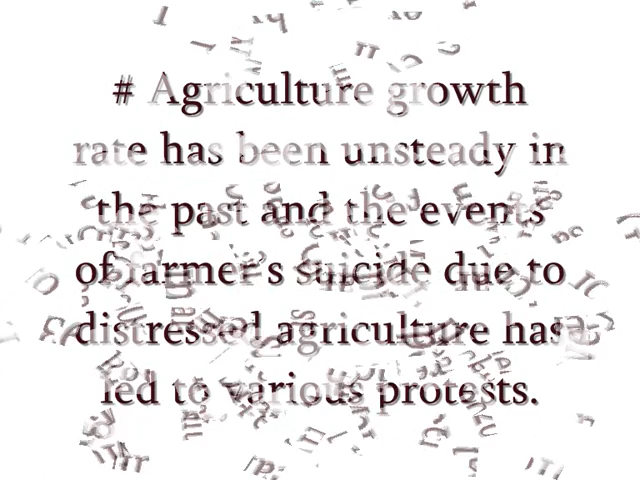 # Agriculture growth
rate has been unsteady in
the past and the events
of farmer's suicide due to
distressed agriculture has
led to various protests.